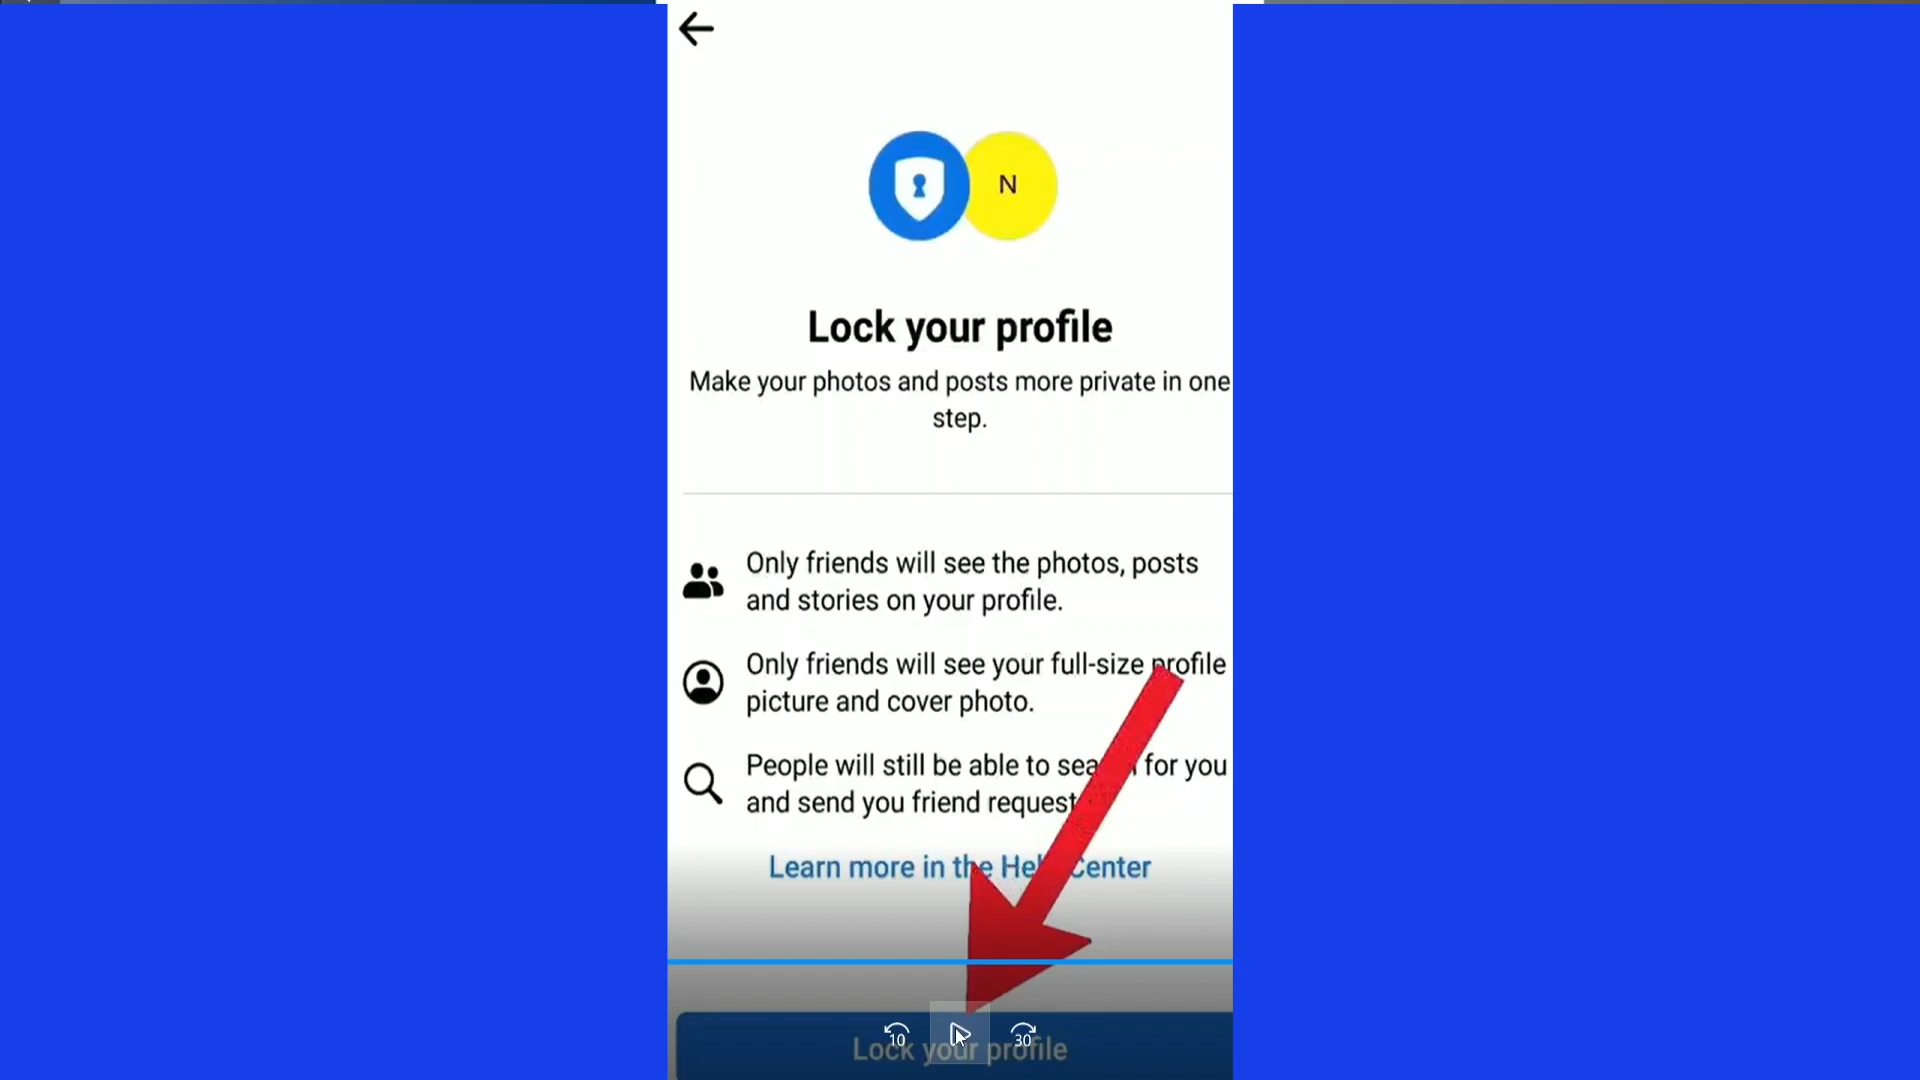 N
Lock your profile
Make your photos and posts more private in one
step.
Only friends will see the photos, posts
and stories on your profile.
Only friends will see your full-size profile
picture and cover photo.
People will still be able to for you
and send you friend
Learn more in the Center
10
30
Lock your profile